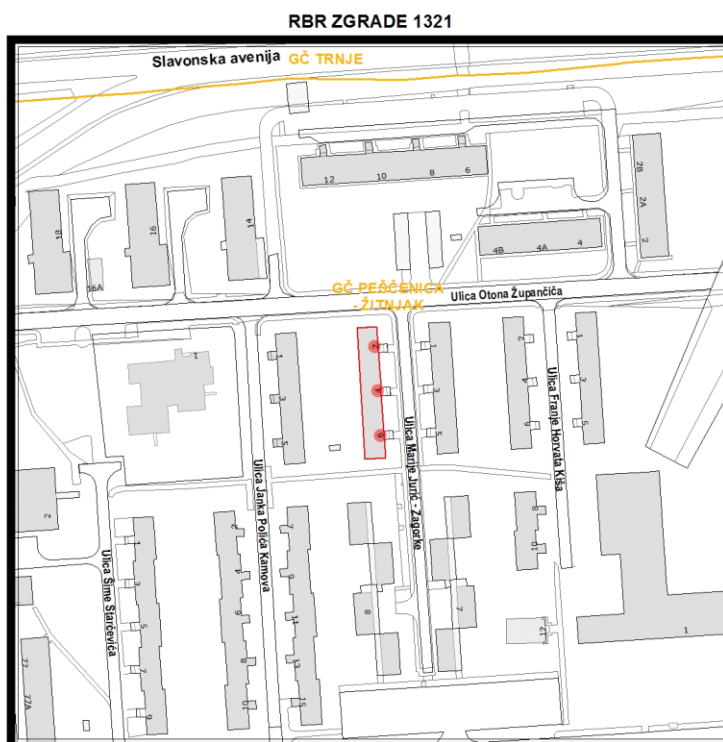 RBR ZGRADE 1321
Slavonska avenija GČ TRNJE
12 10 8 6
2B
2A
2
18
16
14
16A
4B 4A 4
GČ PEŠČENICA
- ŽITNJAK
Ulica Otona Župančića
1
3
5
2
4
6
1
3
5
2
4
6
1
3
5
1
Ulica Janka Polića Kamova
Ulica Marije Jurić - Zagorke
Ulica Franje Horvata Kiša
Ulica Šime Starčevića
2
1
3
5
7
9
2
4
6
8
10
7
9
11
13
15
8
7
8
10
12
1
77
77A